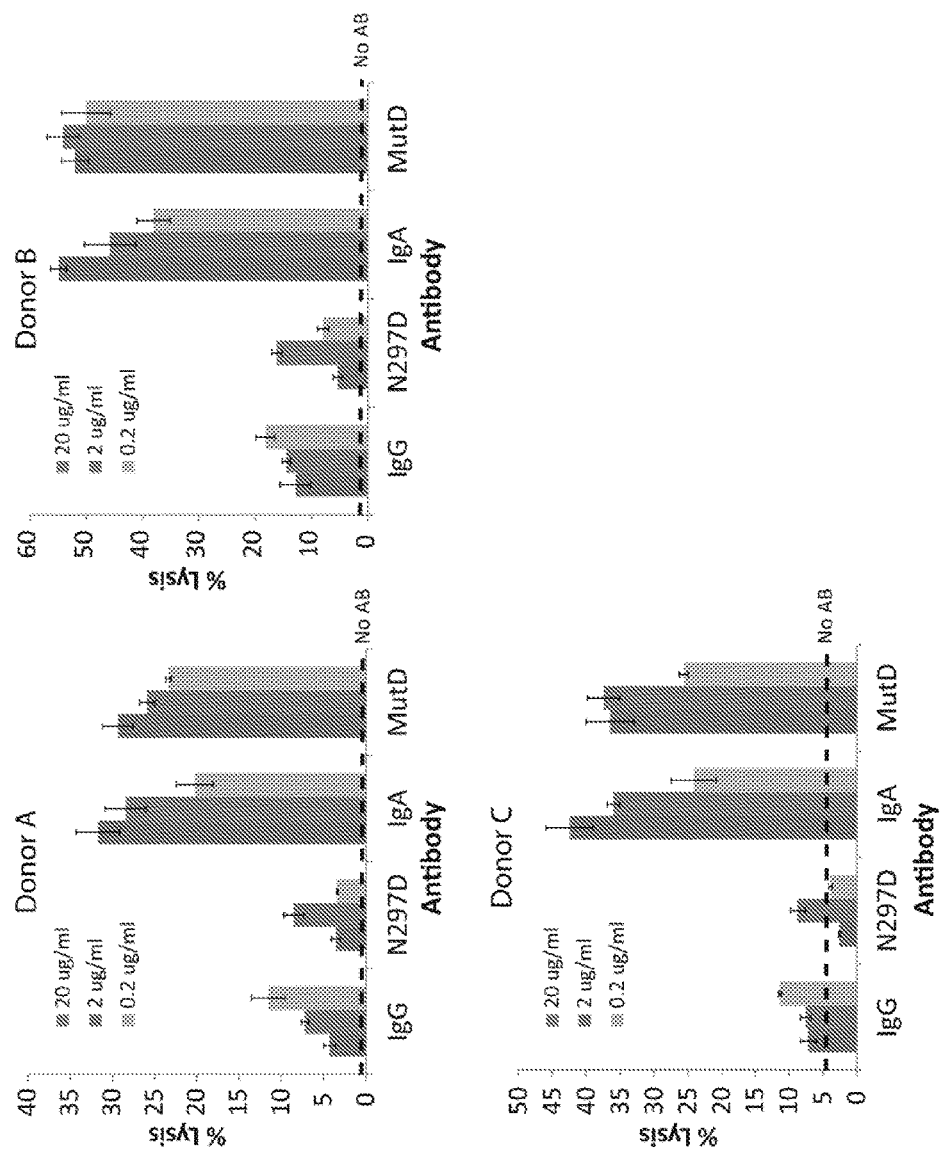 Donor A
20 ug/ml
2 ug/ml
0.2 ug/ml
% Lysis
40
35
30
25
20
15
10
5
0
No AB
IgG
N297D
IgA
MutD
Antibody
Donor B
20 ug/ml
2 ug/ml
0.2 ug/ml
% Lysis
60
50
40
30
20
10
0
No AB
IgG
N297D
IgA
MutD
Antibody
Donor C
20 ug/ml
2 ug/ml
0.2 ug/ml
% Lysis
50
45
40
35
30
25
20
15
10
5
0
No AB
IgG
N297D
IgA
MutD
Antibody